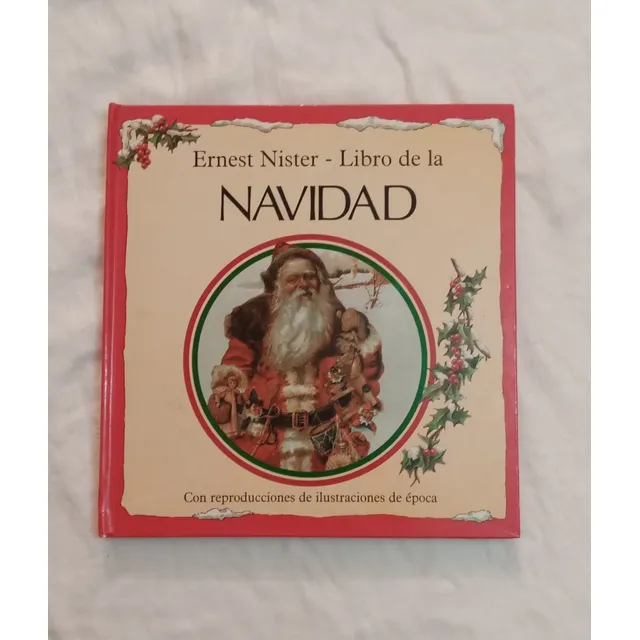 Ernest Nister - Libro de la
NAVIDAD
Con reproducciones de ilustraciones de época